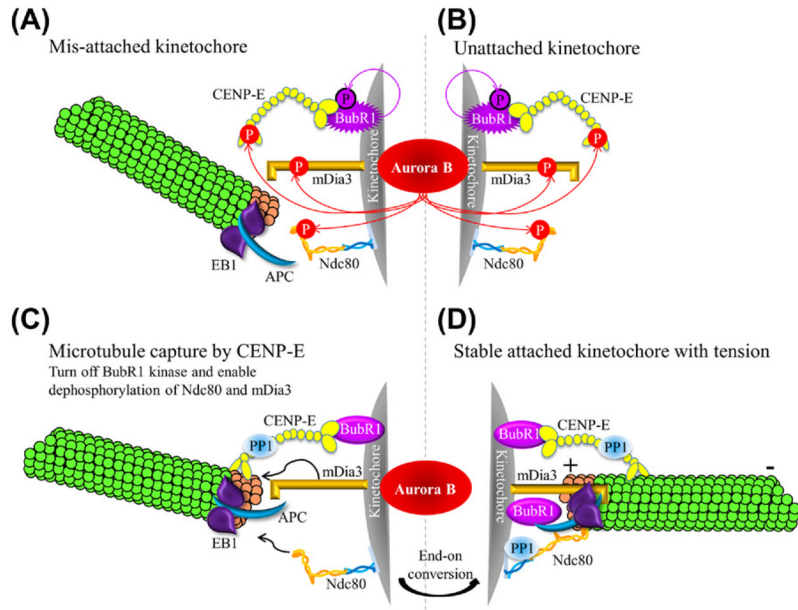 (A)
Mis-attached kinetochore
CENP-E
P
BubR1
P
P
mDia3
Kinetochore
Aurora B
P
Ndc80
EB1
APC
(B)
Unattached kinetochore
CENP-E
P
BubR1
P
P
mDia3
Kinetochore
P
Ndc80
(C)
Microtubule capture by CENP-E
Turn off BubR1 kinase and enable
dephosphorylation of Ndc80 and mDia3
CENP-E
BubR1
PP1
mDia3
Kinetochore
Aurora B
APC
EB1
Ndc80
End-on
conversion
(D)
Stable attached kinetochore with tension
CENP-E
BubR1
PP1
mDia3
+
-
Kinetochore
BubR1
PP1
Ndc80